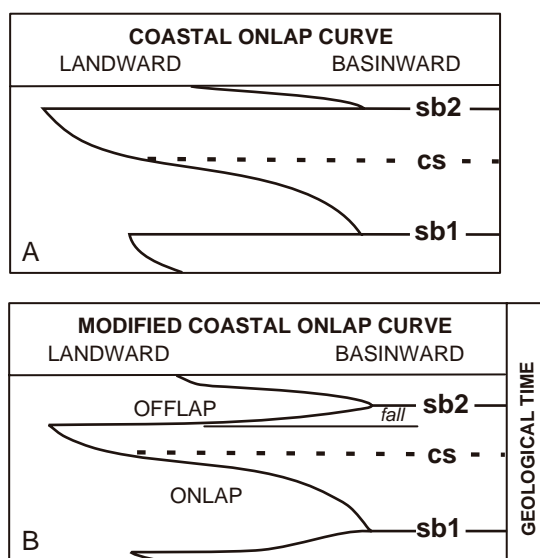 COASTAL ONLAP CURVE
LANDWARD BASINWARD
sb2
cs
sb1
A
MODIFIED COASTAL ONLAP CURVE
LANDWARD BASINWARD
OFFLAP
fall
sb2
cs
ONLAP
sb1
B
GEOLOGICAL TIME